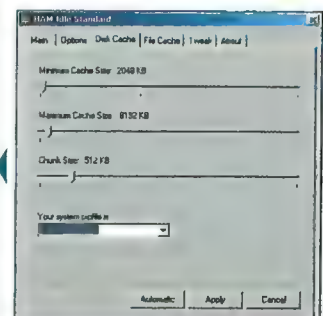 RAM Idle Standard
Main | Options | Disk Cache | File Cache | Tweak | About
Minimum Cache Size: 2048 KB
Maximum Cache Size: 8192 KB
Chunk Size: 512 KB
Your system profile is
Automatic
Apply
Cancel